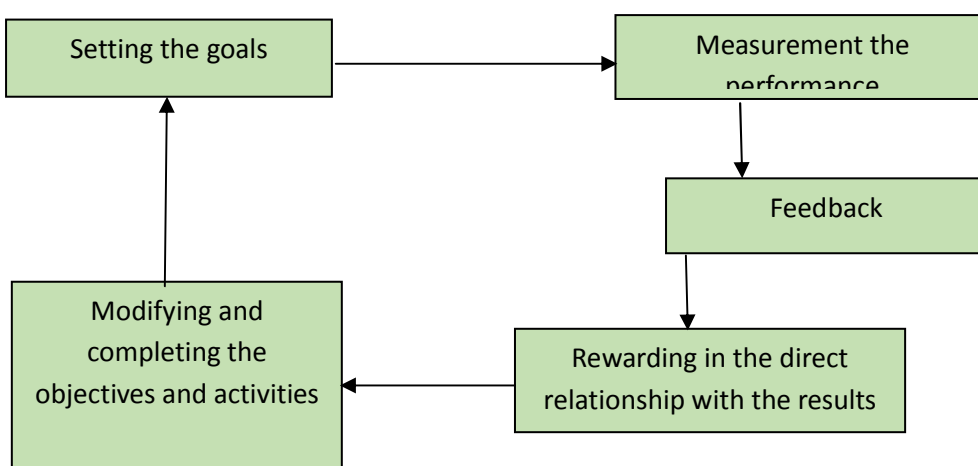 Setting the goals
Measurement the
performance
Feedback
Rewarding in the direct
relationship with the results
Modifying and
completing the
objectives and activities